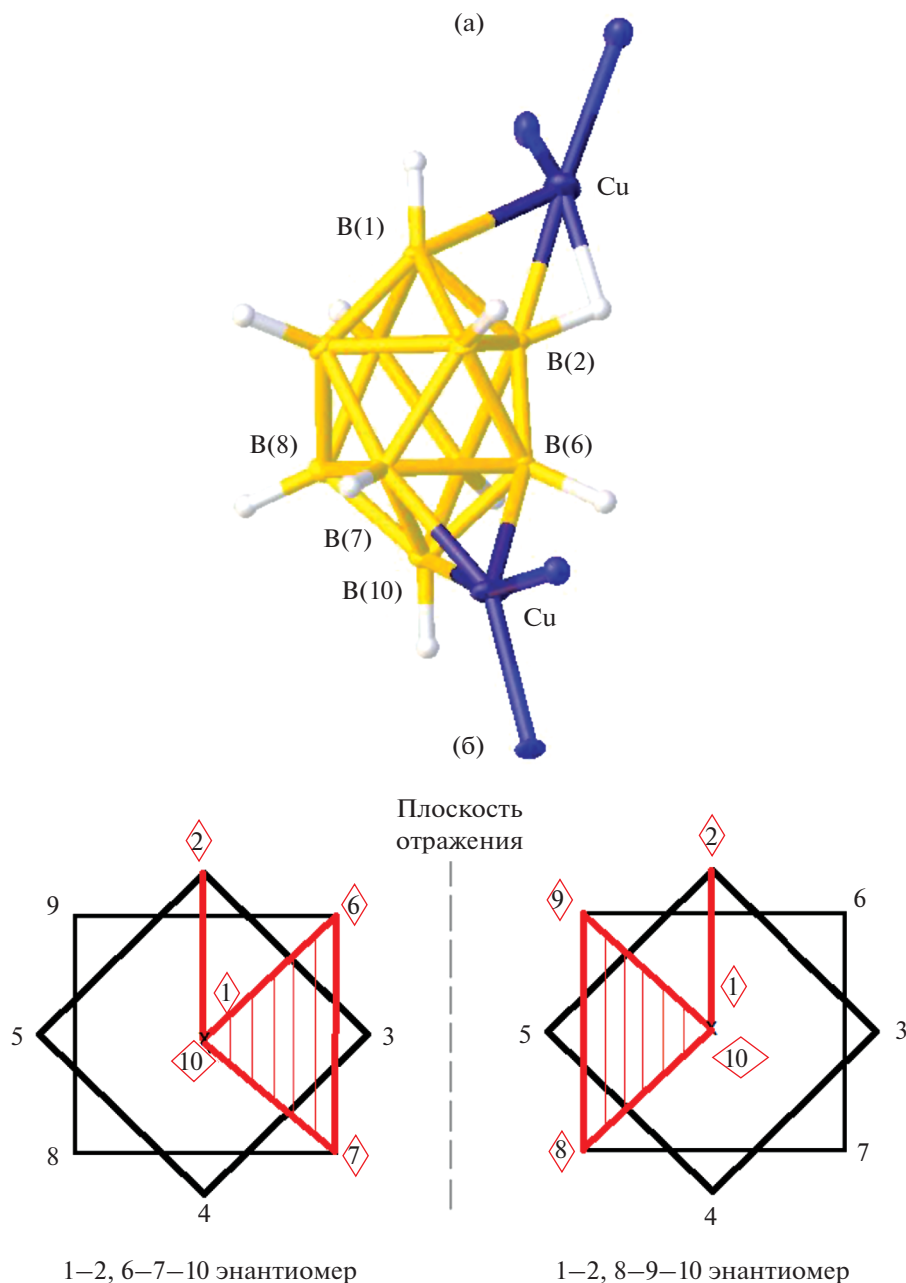 (а)
Cu
B(1)
B(2)
B(8)
B(6)
B(7)
B(10)
Cu
(б)
Плоскость
отражения
2
9
6
1
5
3
10
8
7
4
1–2, 6–7–10 энантиомер
2
9
6
1
5
3
10
8
7
4
1–2, 8–9–10 энантиомер